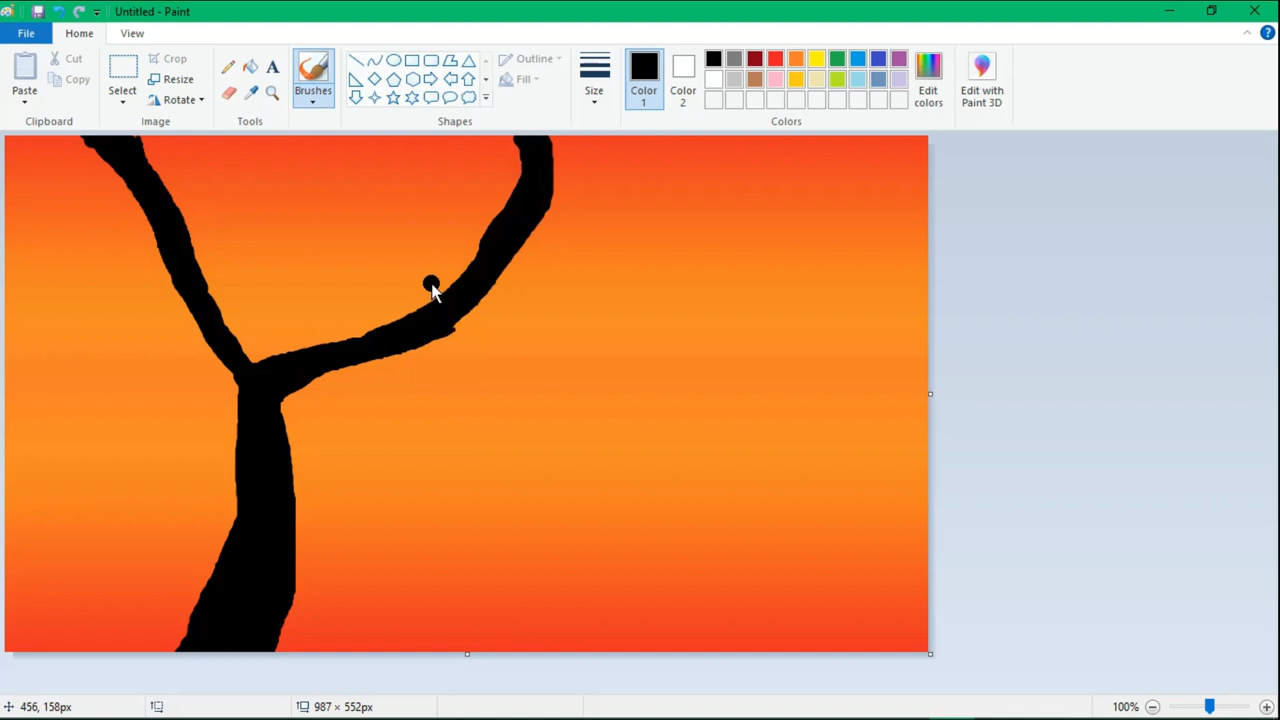 Untitled - Paint
File Home View
Paste
Cut
Copy
Clipboard
Select
Crop
Resize
Rotate
Image
A
Tools
Brushes
Shapes
Outline
Fill
Size
Color 1
Color 2
Colors
Edit colors
Edit with Paint 3D
456, 158px
987 × 552px
100%